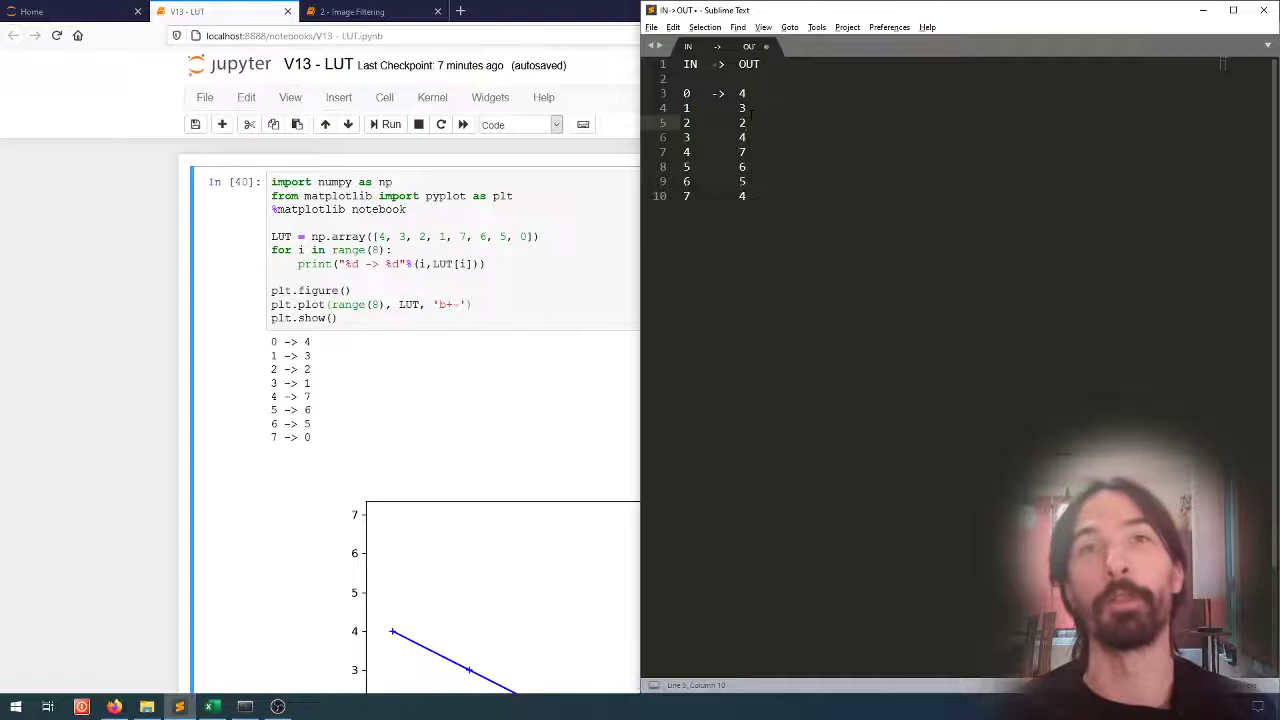 Home
V13 - LUT
2 - Image Filtering
localhost:8888/notebooks/V13 - LUT.ipynb
jupyter V13 - LUT Last Checkpoint: 7 minutes ago (autosaved)
File Edit View Insert Cell Kernel Widgets Help
Run Code
In [40]: import numpy as np
from matplotlib import pyplot as plt
%matplotlib notebook
LUT = np.array([4, 3, 2, 1, 7, 6, 5, 0])
for i in range(8):
print("%d -> %d"%(i,LUT[i]))
plt.figure()
plt.plot(range(8), LUT, 'b+-')
plt.show()
0 -> 4
1 -> 3
2 -> 2
3 -> 1
4 -> 7
5 -> 6
6 -> 5
7 -> 0
7
6
5
4
3
IN->OUT • - Sublime Text
File Edit Selection Find View Goto Tools Project Preferences Help
IN -> OUT
1 IN -> OUT
2
3 0 -> 4
4 1 3
5 2 2
6 3 4
7 4 7
8 5 6
9 6 5
10 7 4
Line 5, Column 10